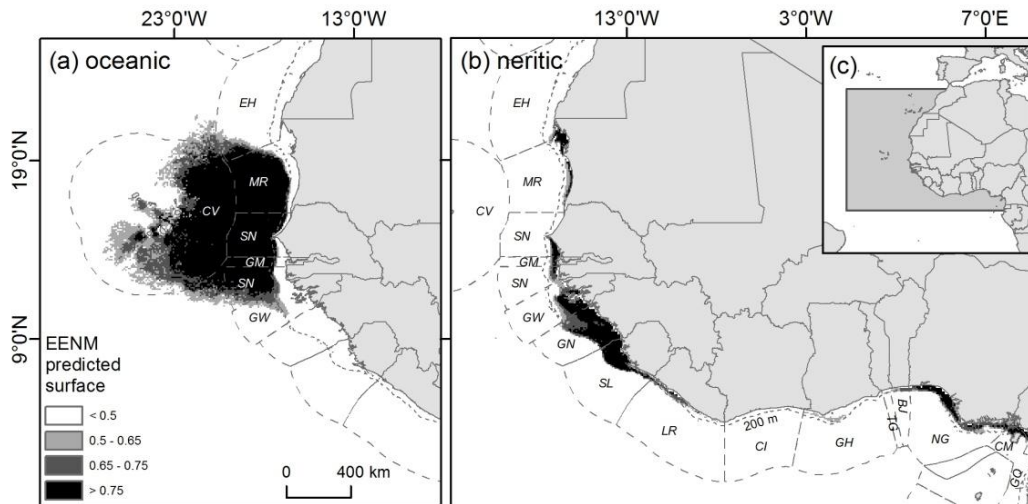 23°0'W
13°0'W
13°0'W
3°0'W
7°0'E
(a) oceanic
(b) neritic
(c)
19°0'N
9°0'N
EH
MR
CV
SN
GM
SN
GW
EH
MR
CV
SN
GM
SN
GW
GN
SL
LR
200 m
CI
GH
TG
BJ
NG
CM
GQ
EENM
predicted
surface
< 0.5
0.5 - 0.65
0.65 - 0.75
> 0.75
0 400 km